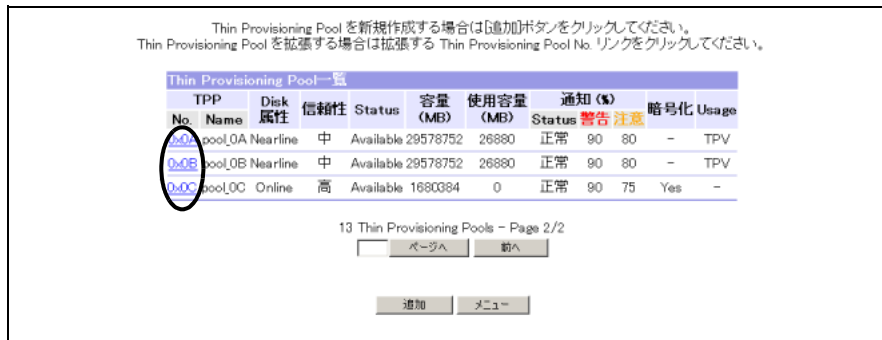 Thin Provisioning Pool を新規作成する場合は[追加]ボタンをクリックしてください。
Thin Provisioning Pool を拡張する場合は拡張する Thin Provisioning Pool No. リンクをクリックしてください。
Thin Provisioning Pool一覧
TPP Disk属性 信頼性 Status 容量(MB) 使用容量(MB) 通知 (%) 暗号化 Usage
No. Name Status 警告 注意
0x0A pool_0A Nearline 中 Available 29578752 26880 正常 90 80 - TPV
0x0B pool_0B Nearline 中 Available 29578752 26880 正常 90 80 - TPV
0x0C pool_0C Online 高 Available 1680384 0 正常 90 75 Yes -
13 Thin Provisioning Pools - Page 2/2
ページへ 前へ
追加 メニュー